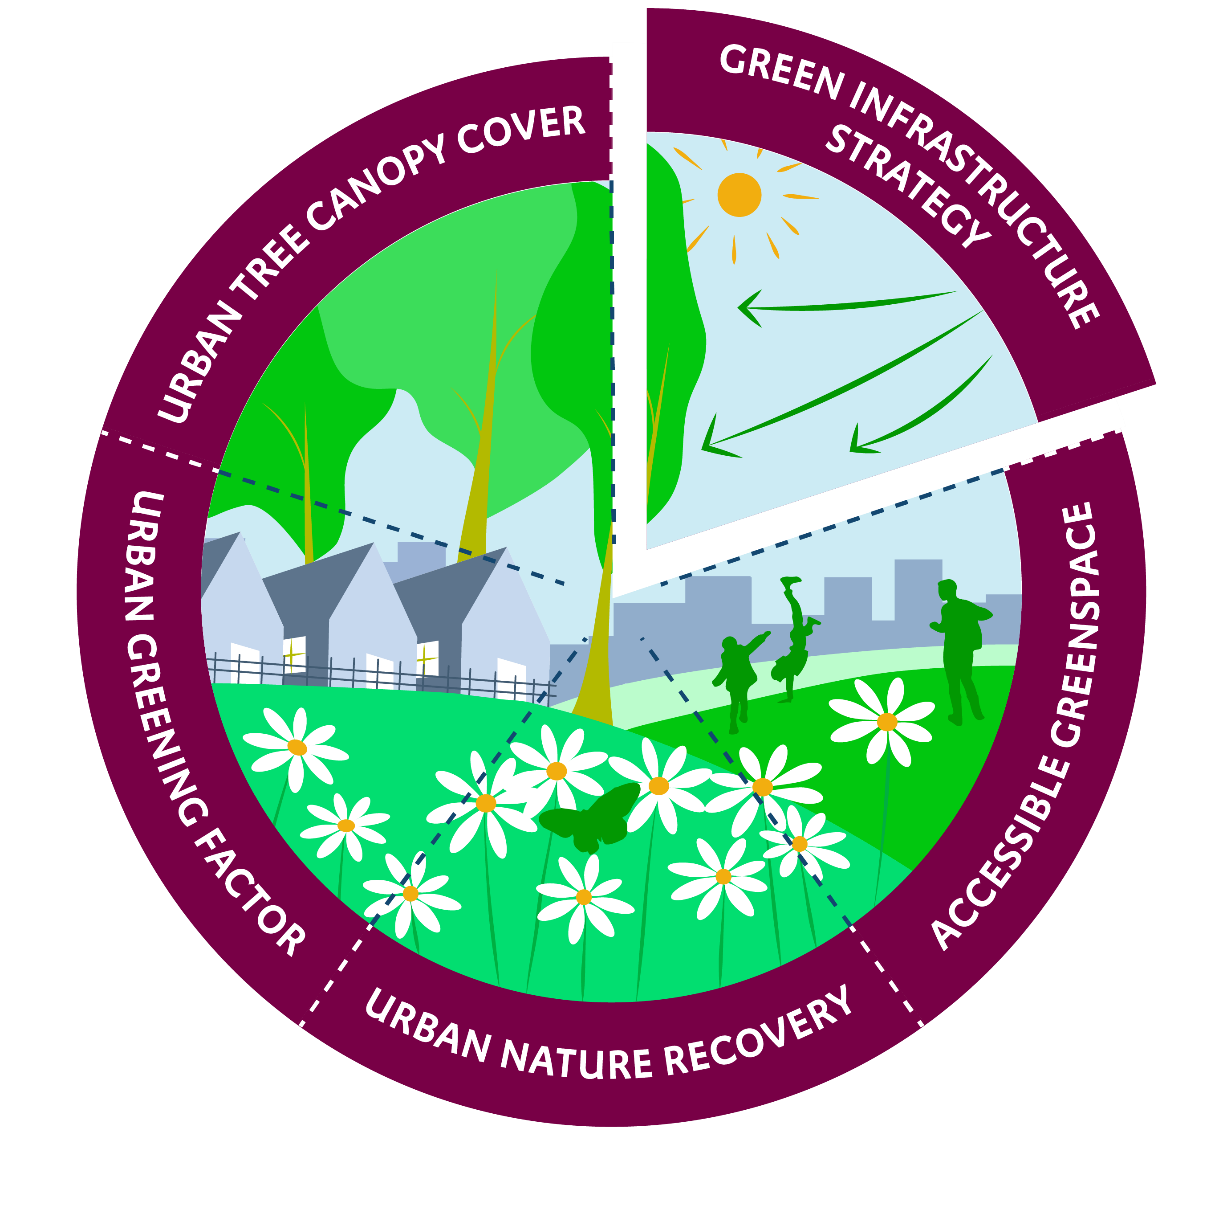 GREEN INFRASTRUCTURE
STRATEGY
ACCESSIBLE GREENSPACE
URBAN NATURE RECOVERY
URBAN GREENING FACTOR
URBAN TREE CANOPY COVER